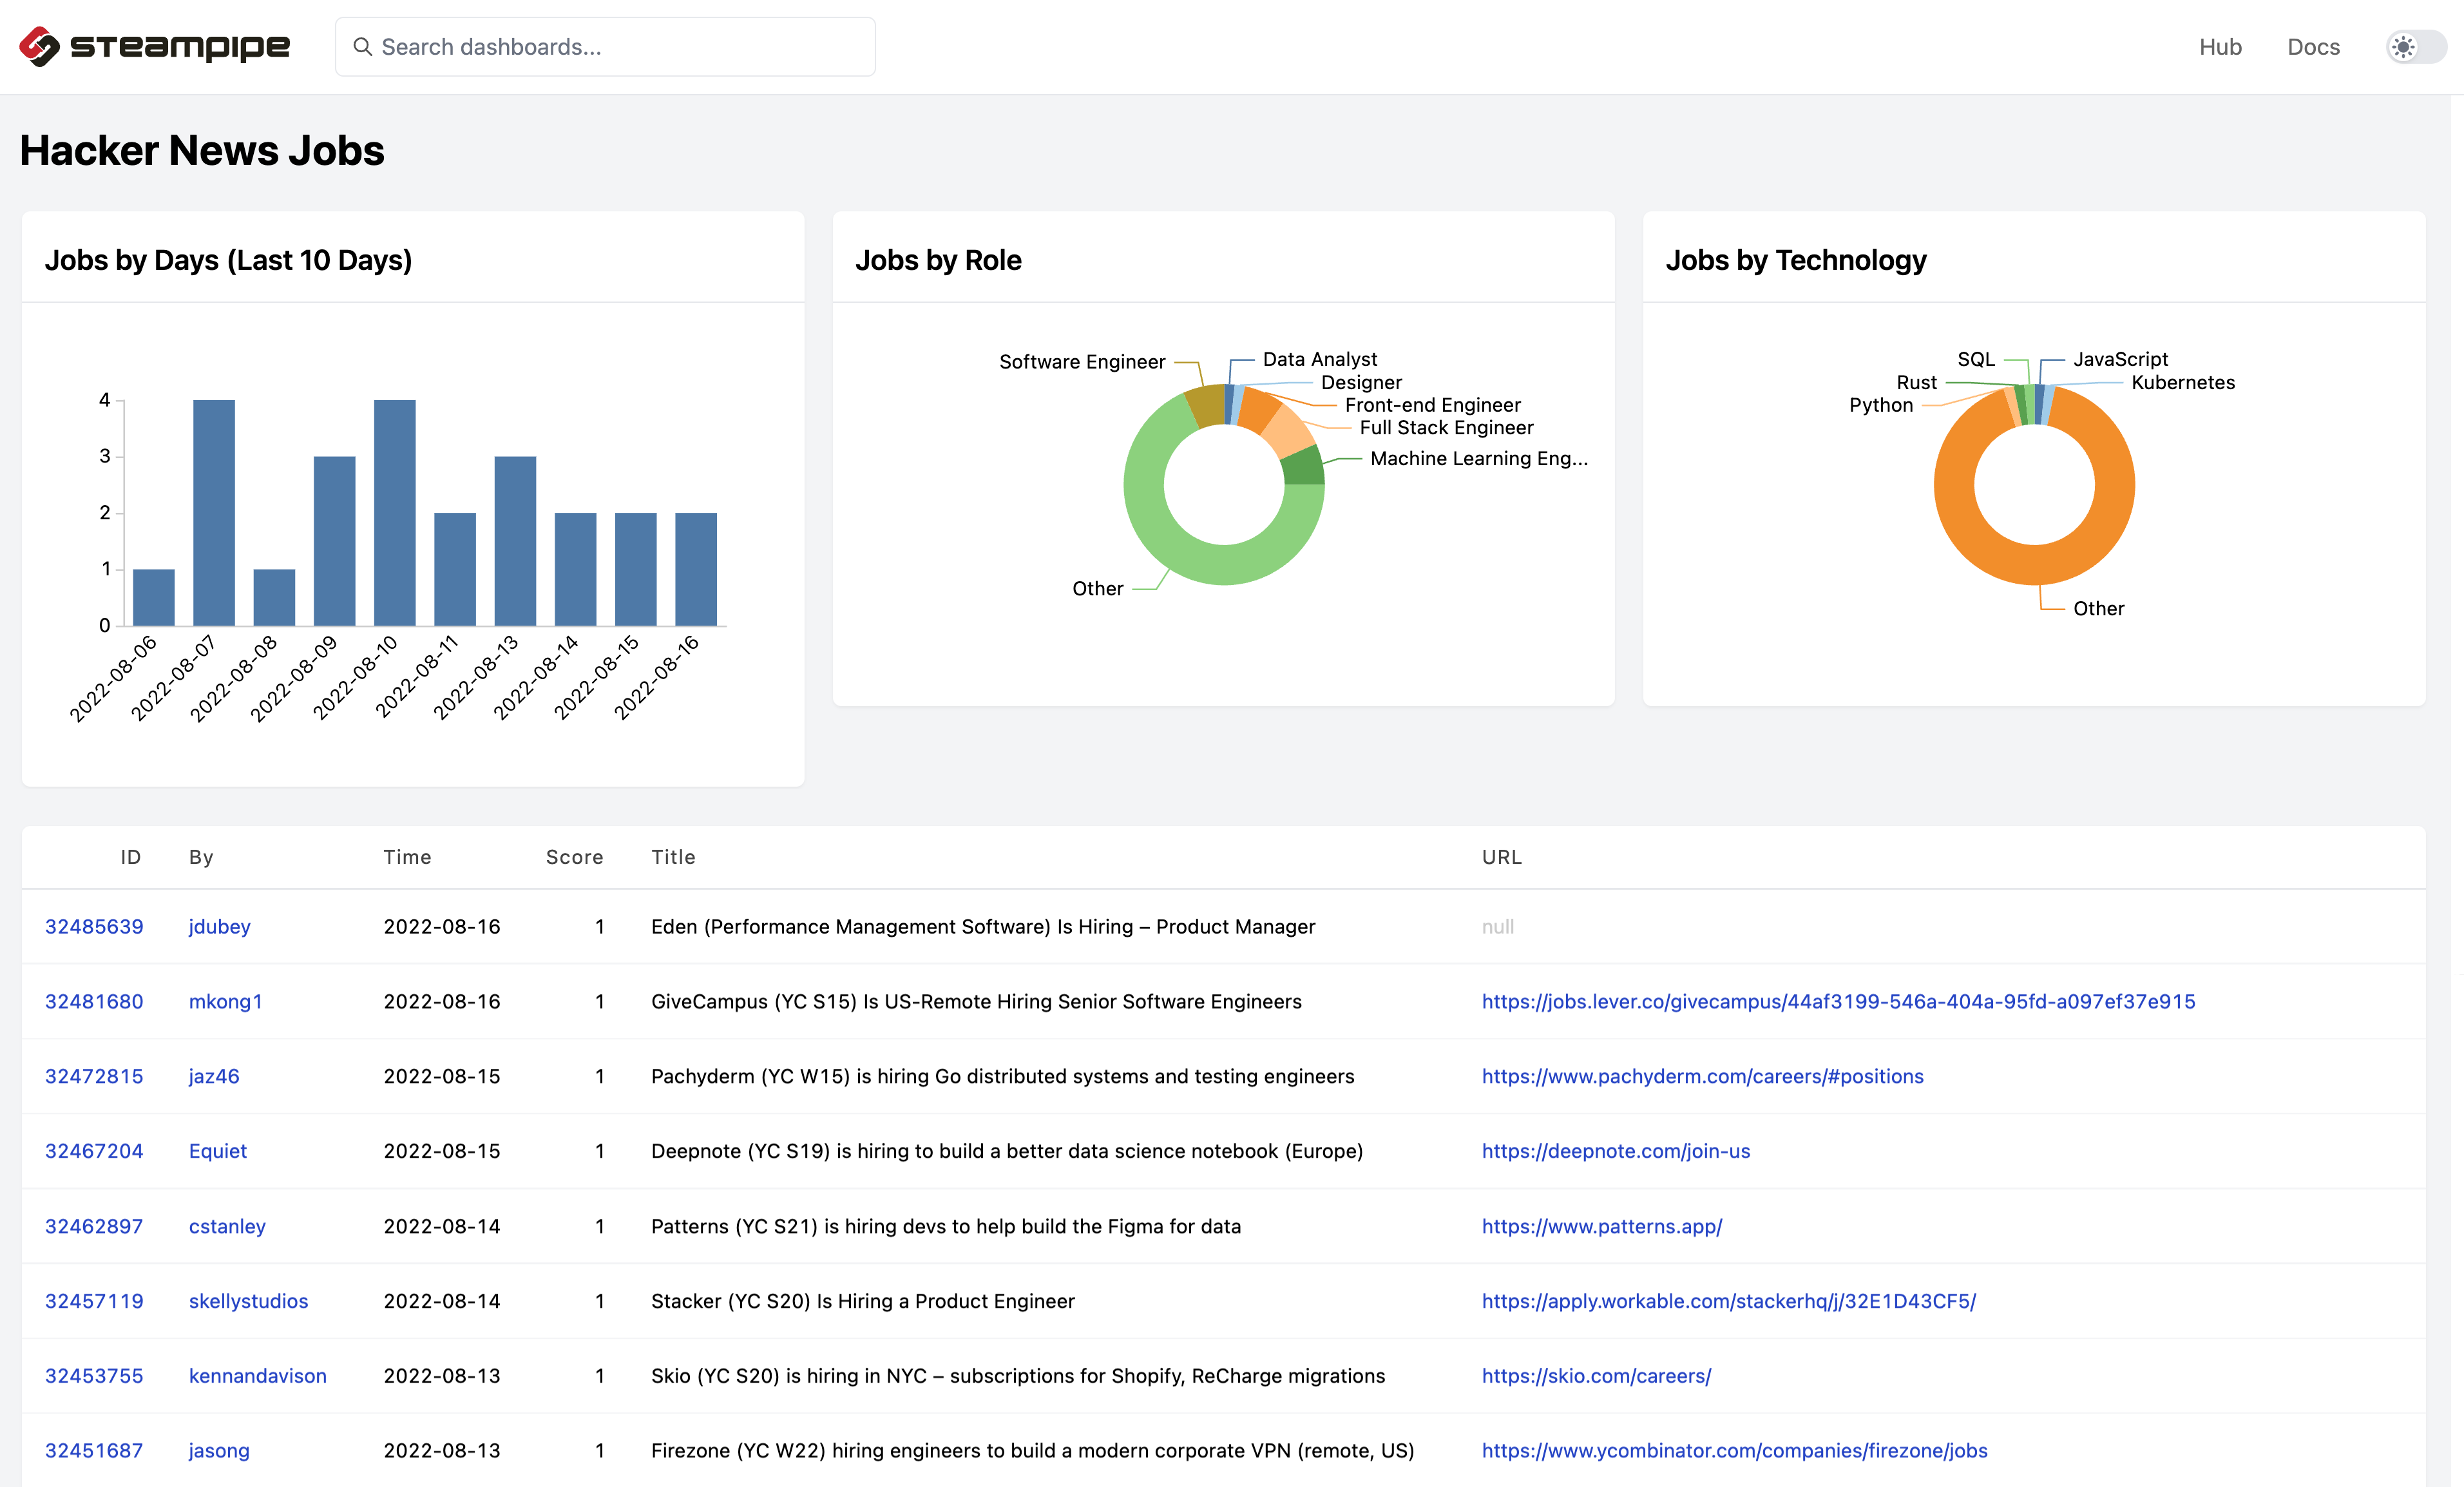 steampipe
Search dashboards...
Hub
Docs
Hacker News Jobs
Jobs by Days (Last 10 Days)
4
3
2
1
0
2022-08-06
2022-08-07
2022-08-08
2022-08-09
2022-08-10
2022-08-11
2022-08-13
2022-08-14
2022-08-15
2022-08-16
Jobs by Role
Software Engineer
Data Analyst
Designer
Front-end Engineer
Full Stack Engineer
Machine Learning Eng...
Other
Jobs by Technology
SQL
JavaScript
Rust
Kubernetes
Python
Other
ID By Time Score Title URL
32485639 jdubey 2022-08-16 1 Eden (Performance Management Software) Is Hiring – Product Manager null
32481680 mkong1 2022-08-16 1 GiveCampus (YC S15) Is US-Remote Hiring Senior Software Engineers https://jobs.lever.co/givecampus/44af3199-546a-404a-95fd-a097ef37e915
32472815 jaz46 2022-08-15 1 Pachyderm (YC W15) is hiring Go distributed systems and testing engineers https://www.pachyderm.com/careers/#positions
32467204 Equiet 2022-08-15 1 Deepnote (YC S19) is hiring to build a better data science notebook (Europe) https://deepnote.com/join-us
32462897 cstanley 2022-08-14 1 Patterns (YC S21) is hiring devs to help build the Figma for data https://www.patterns.app/
32457119 skellystudios 2022-08-14 1 Stacker (YC S20) Is Hiring a Product Engineer https://apply.workable.com/stackerhq/j/32E1D43CF5/
32453755 kennandavison 2022-08-13 1 Skio (YC S20) is hiring in NYC – subscriptions for Shopify, ReCharge migrations https://skio.com/careers/
32451687 jasong 2022-08-13 1 Firezone (YC W22) hiring engineers to build a modern corporate VPN (remote, US) https://www.ycombinator.com/companies/firezone/jobs